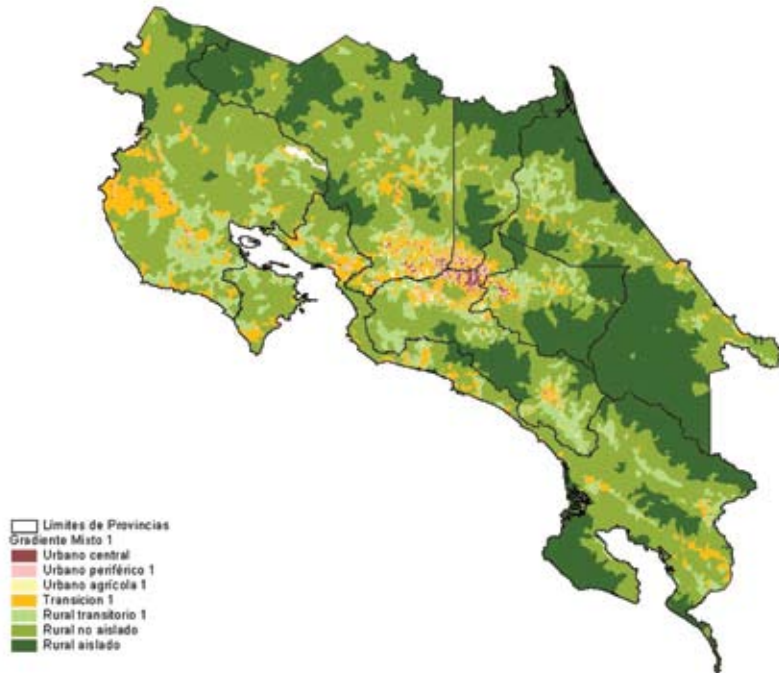 Límites de Provincias
Gradiente Mixto 1
Urbano central
Urbano periférico 1
Urbano agrícola 1
Transicion 1
Rural transitorio 1
Rural no aislado
Rural aislado